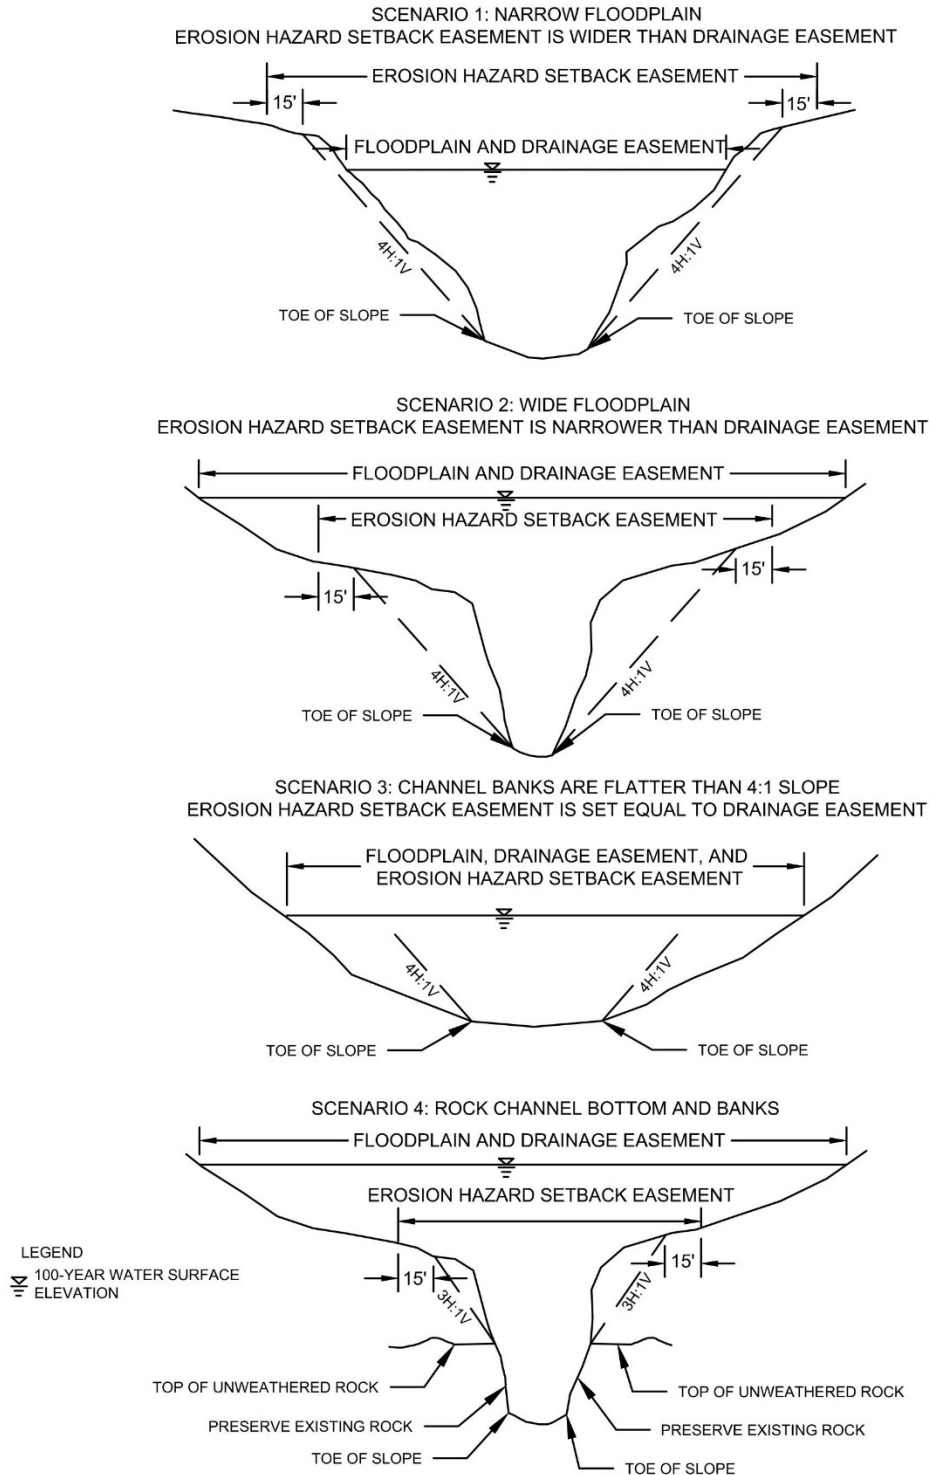 SCENARIO 1: NARROW FLOODPLAIN
EROSION HAZARD SETBACK EASEMENT IS WIDER THAN DRAINAGE EASEMENT
EROSION HAZARD SETBACK EASEMENT
15'
15'
FLOODPLAIN AND DRAINAGE EASEMENT
4H:1V
4H:1V
TOE OF SLOPE
TOE OF SLOPE
SCENARIO 2: WIDE FLOODPLAIN
EROSION HAZARD SETBACK EASEMENT IS NARROWER THAN DRAINAGE EASEMENT
FLOODPLAIN AND DRAINAGE EASEMENT
EROSION HAZARD SETBACK EASEMENT
15'
15'
4H:1V
4H:1V
TOE OF SLOPE
TOE OF SLOPE
SCENARIO 3: CHANNEL BANKS ARE FLATTER THAN 4:1 SLOPE
EROSION HAZARD SETBACK EASEMENT IS SET EQUAL TO DRAINAGE EASEMENT
FLOODPLAIN, DRAINAGE EASEMENT, AND
EROSION HAZARD SETBACK EASEMENT
4H:1V
4H:1V
TOE OF SLOPE
TOE OF SLOPE
SCENARIO 4: ROCK CHANNEL BOTTOM AND BANKS
FLOODPLAIN AND DRAINAGE EASEMENT
EROSION HAZARD SETBACK EASEMENT
LEGEND
100-YEAR WATER SURFACE
ELEVATION
15'
15'
3H:1V
3H:1V
TOP OF UNWEATHERED ROCK
TOP OF UNWEATHERED ROCK
PRESERVE EXISTING ROCK
PRESERVE EXISTING ROCK
TOE OF SLOPE
TOE OF SLOPE